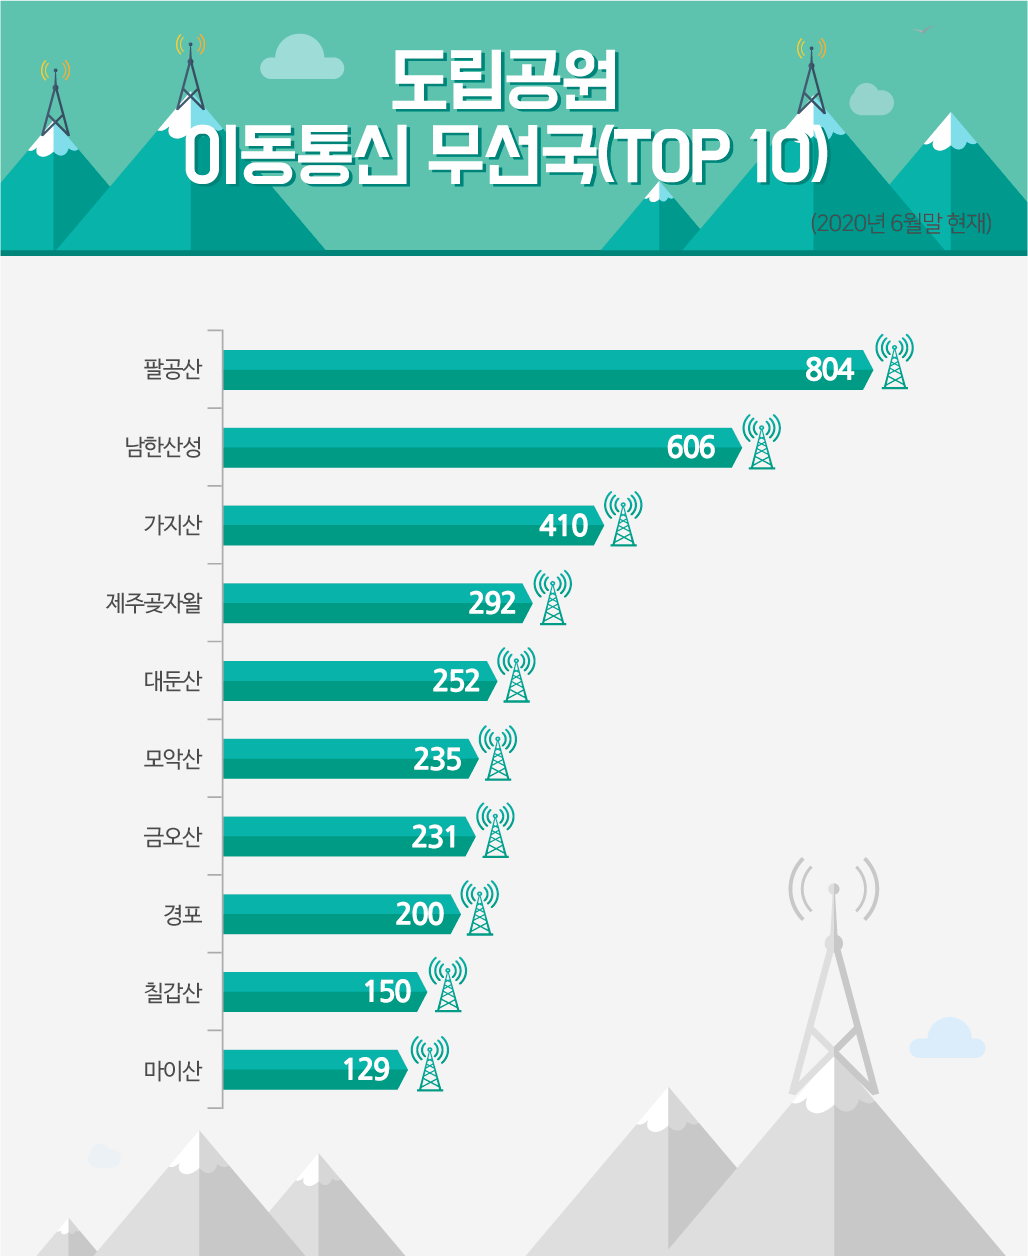 도립공원
이동통신 무선국(TOP 10)
(2020년 6월말 현재)
팔공산 804
남한산성 606
가지산 410
제주곶자왈 292
대둔산 252
모악산 235
금오산 231
경포 200
칠갑산 150
마이산 129